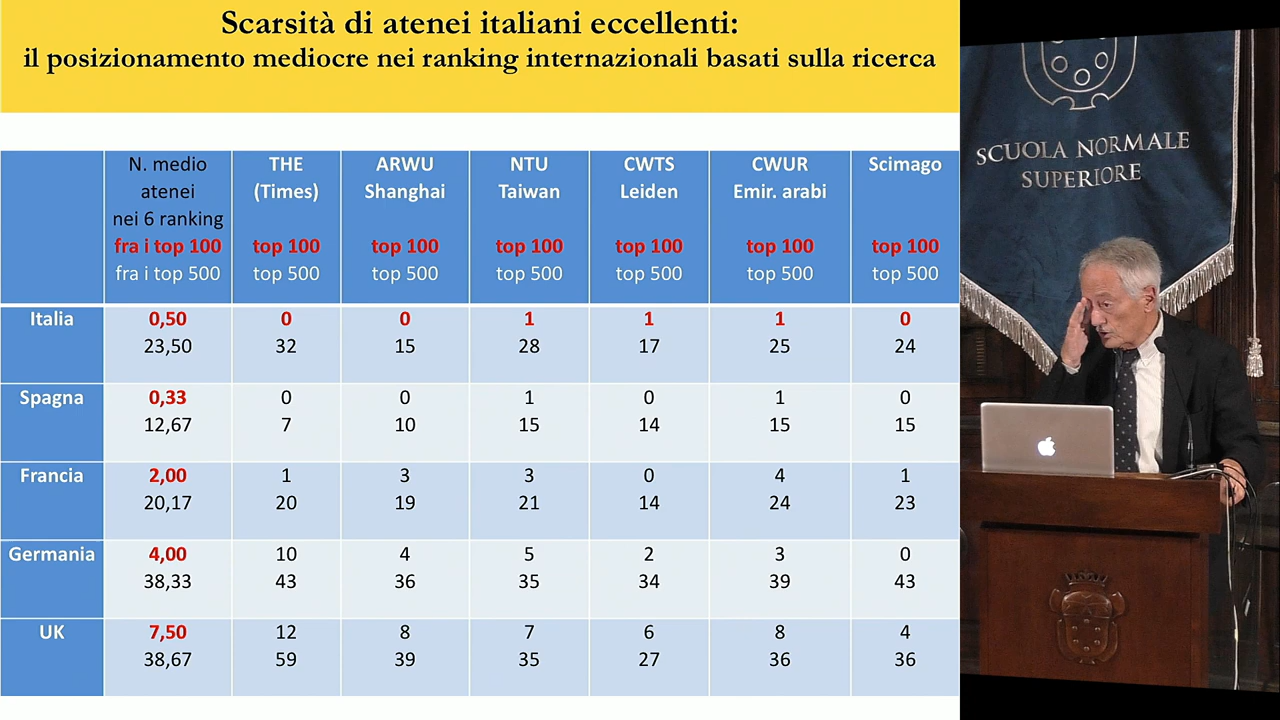 Scarsità di atenei italiani eccellenti:
il posizionamento mediocre nei ranking internazionali basati sulla ricerca
N. medio atenei nei 6 ranking fra i top 100 fra i top 500
THE (Times) top 100 top 500
ARWU Shanghai top 100 top 500
NTU Taiwan top 100 top 500
CWTS Leiden top 100 top 500
CWUR Emir. arabi top 100 top 500
Scimago top 100 top 500
Italia 0,50 0 0 1 1 1 0
23,50 32 15 28 17 25 24
Spagna 0,33 0 0 1 0 1 0
12,67 7 10 15 14 15 15
Francia 2,00 1 3 3 0 4 1
20,17 20 19 21 14 24 23
Germania 4,00 10 4 5 2 3 0
38,33 43 36 35 34 39 43
UK 7,50 12 8 7 6 8 4
38,67 59 39 35 27 36 36
SCUOLA NORMALE
SUPERIORE